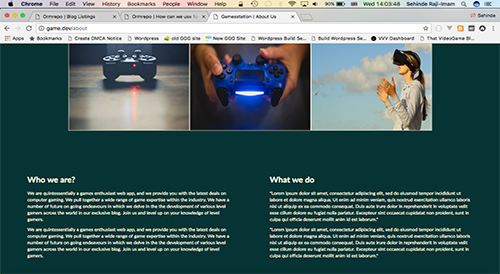 Chrome File Edit View History Bookmarks People Window Help
90% Wed 14:03:48 Sehinde Raji-Imam
Ormrepo | Blog Listings
Ormrepo | How can we use
Gamesstation | About Us
Sehinde
game.dev/about
Apps Bookmarks Create DMCA Notice old GGG Site New Wordpress Site Wordpress Build Se... Build Wordpress Se... VVV Dashboard That VideoGame Bl...
Who we are?
We are quintessentially a games enthusiast web app, and we provide you with the latest deals on
computer gaming. We pull together a wide range of game expertise within the industry. We have a
number of future on going endeavours in which we delve in the the development of various level
gamers across the world in our exclusive blog. Join us and level up on your knowledge of level
gamers.
We are quintessentially a games enthusiast web app, and we provide you with the latest deals on
computer gaming. We pull together a wide range of game expertise within the industry. We have a
number of future on going endeavours in which we delve in the the development of various level
gamers across the world in our exclusive blog. Join us and level up on your knowledge of level
gamers.
What we do
"Lorem ipsum dolor sit amet, consectetur adipiscing elit, sed do eiusmod tempor incididunt ut
labore et dolore magna aliqua. Ut enim ad minim veniam, quis nostrud exercitation ullamco laboris
nisi ut aliquip ex ea commodo consequat. Duis aute irure dolor in reprehenderit in voluptate velit
esse cillum dolore eu fugiat nulla pariatur. Excepteur sint occaecat cupidatat non proident, sunt in
culpa qui officia deserunt mollit anim id est laborum."
"Lorem ipsum dolor sit amet, consectetur adipiscing elit, sed do eiusmod tempor incididunt ut
labore et dolore magna aliqua. Ut enim ad minim veniam, quis nostrud exercitation ullamco laboris
nisi ut aliquip ex ea commodo consequat. Duis aute irure dolor in reprehenderit in voluptate velit
esse cillum dolore eu fugiat nulla pariatur. Excepteur sint occaecat cupidatat non proident, sunt in
culpa qui officia deserunt mollit anim id est laborum."